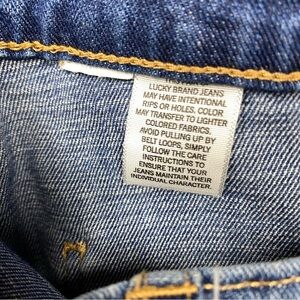 LUCKY BRAND JEANS
MAY HAVE INTENTIONAL
RIPS OR HOLES. COLOR
MAY TRANSFER TO LIGHTER
COLORED FABRICS.
AVOID PULLING UP BY
BELT LOOPS, SIMPLY
FOLLOW THE CARE
INSTRUCTIONS TO
ENSURE THAT YOUR
JEANS MAINTAIN THEIR
INDIVIDUAL CHARACTER.